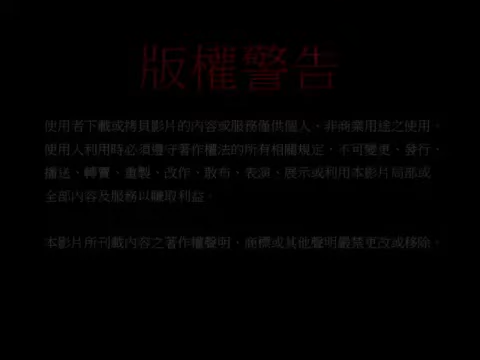 版權警告
使用者下載或拷貝影片的內容或服務僅供個人、非商業用途之使用。
使用人利用時必須遵守著作權法的所有相關規定，不可變更、發行、
播送、轉賣、重製、改作、散布、表演、展示或利用本影片局部或
全部內容及服務以賺取利益。
本影片所刊載內容之著作權聲明、商標或其他聲明嚴禁更改或移除。